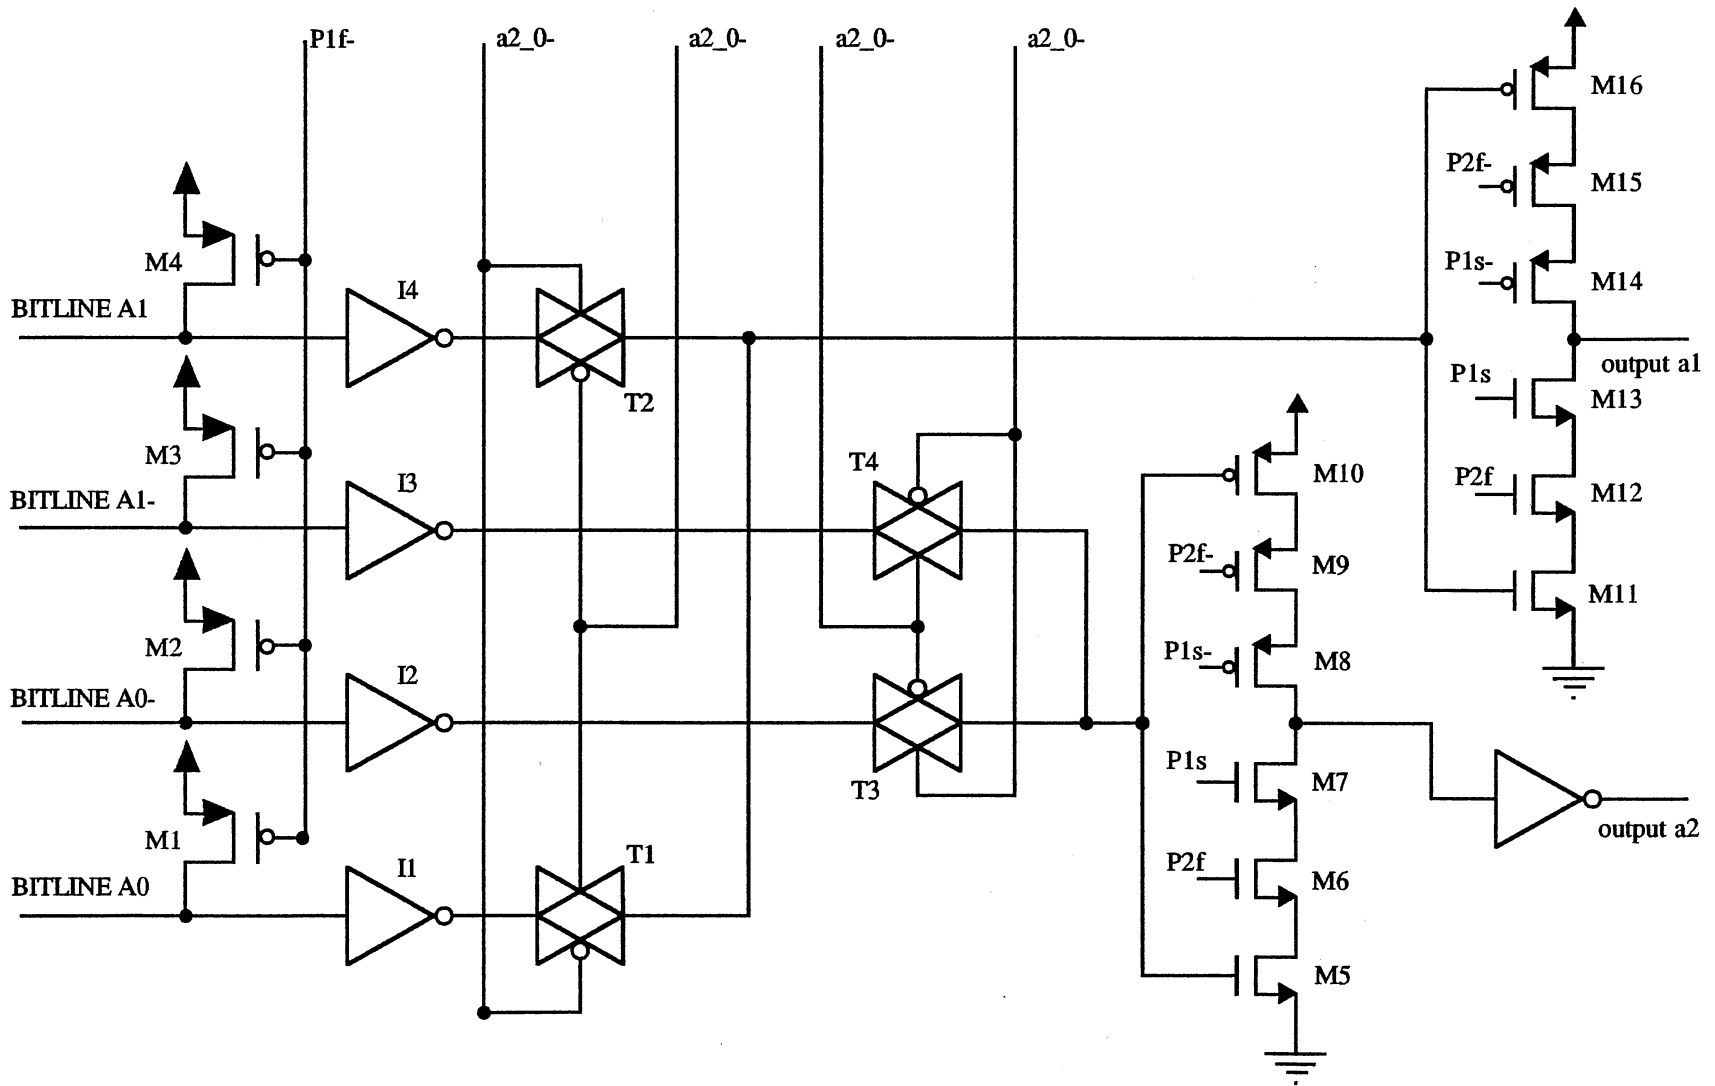 P1f-
a2_0-
a2_0-
a2_0-
a2_0-
M16
P2f-
M15
P1s-
M14
output a1
P1s
M13
P2f
M12
M11
M4
BITLINE A1
I4
T2
M3
BITLINE A1-
I3
T4
M10
P2f-
M9
P1s-
M8
M2
BITLINE A0-
I2
T3
P1s
M7
output a2
P2f
M6
M5
M1
BITLINE A0
I1
T1